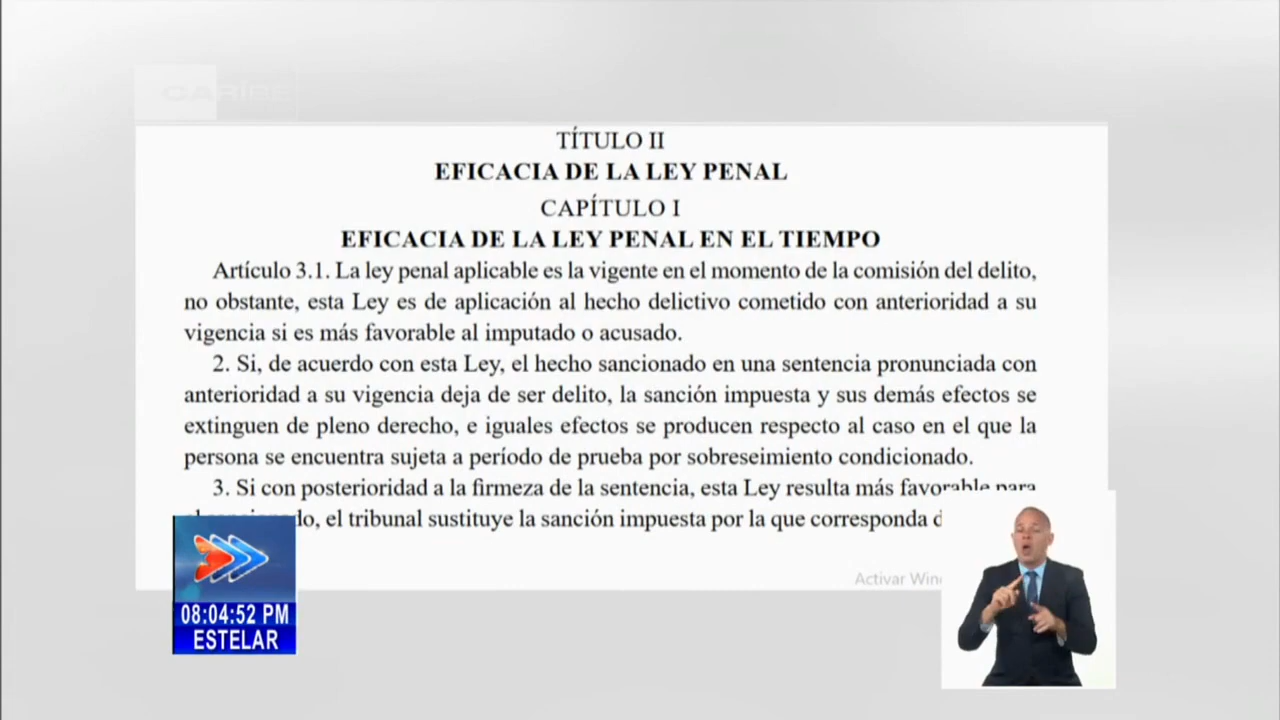 CARIBE
TÍTULO II
EFICACIA DE LA LEY PENAL
CAPÍTULO I
EFICACIA DE LA LEY PENAL EN EL TIEMPO
Artículo 3.1. La ley penal aplicable es la vigente en el momento de la comisión del delito,
no obstante, esta Ley es de aplicación al hecho delictivo cometido con anterioridad a su
vigencia si es más favorable al imputado o acusado.
2. Si, de acuerdo con esta Ley, el hecho sancionado en una sentencia pronunciada con
anterioridad a su vigencia deja de ser delito, la sanción impuesta y sus demás efectos se
extinguen de pleno derecho, e iguales efectos se producen respecto al caso en el que la
persona se encuentra sujeta a período de prueba por sobreseimiento condicionado.
3. Si con posterioridad a la firmeza de la sentencia, esta Ley resulta más favorable para
el tribunal sustituye la sanción impuesta por la que corresponda
Activar
08:04:52 PM
ESTELAR